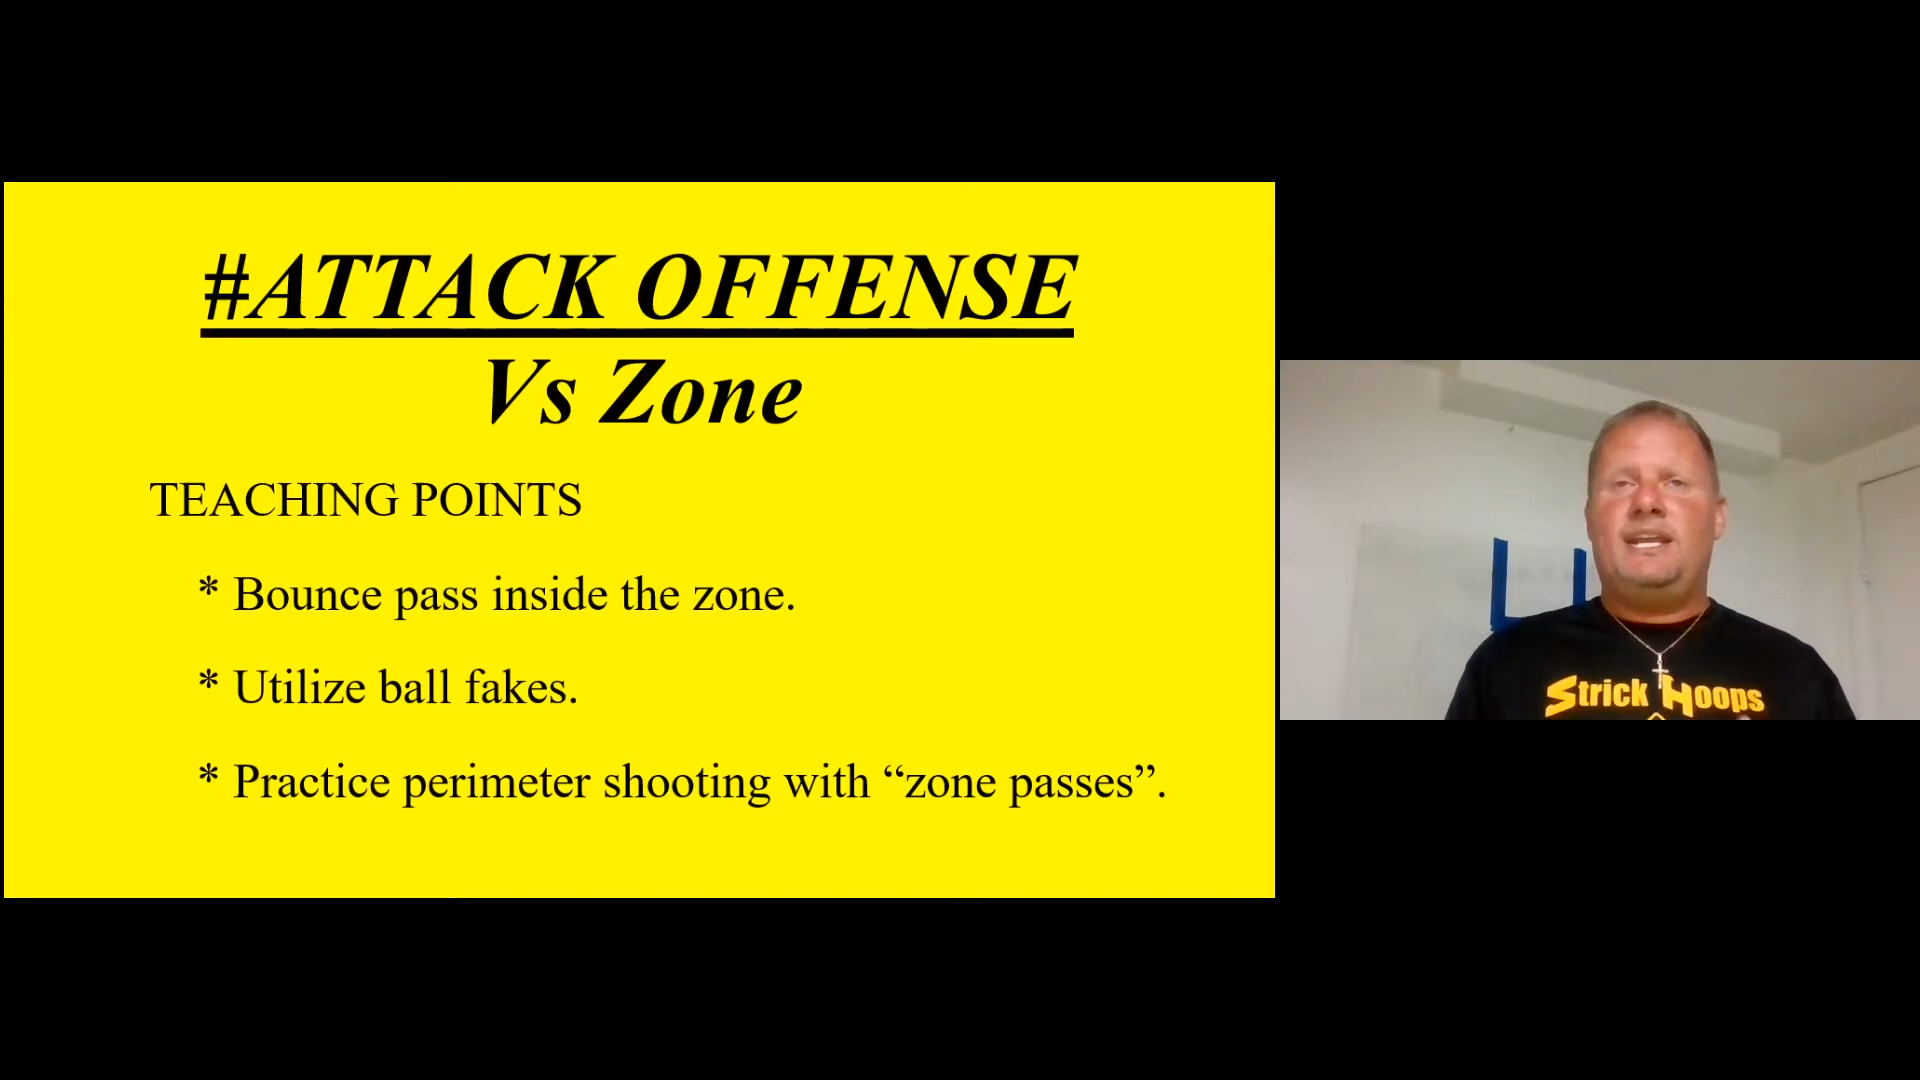 #ATTACK OFFENSE
Vs Zone
TEACHING POINTS
* Bounce pass inside the zone.
* Utilize ball fakes.
* Practice perimeter shooting with “zone passes”.
Strick Hoops